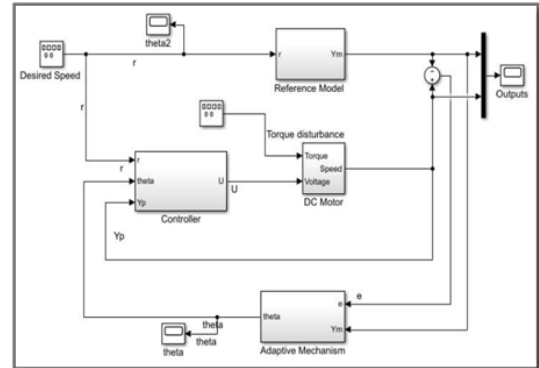 theta2
Desired Speed
r
r
Ym
Reference Model
Outputs
r
Torque disturbance
Torque
Speed
Voltage
DC Motor
r
r
theta
Yp
U
U
Controller
Yp
e
e
Ym
theta
Adaptive Mechanism
theta
theta
theta